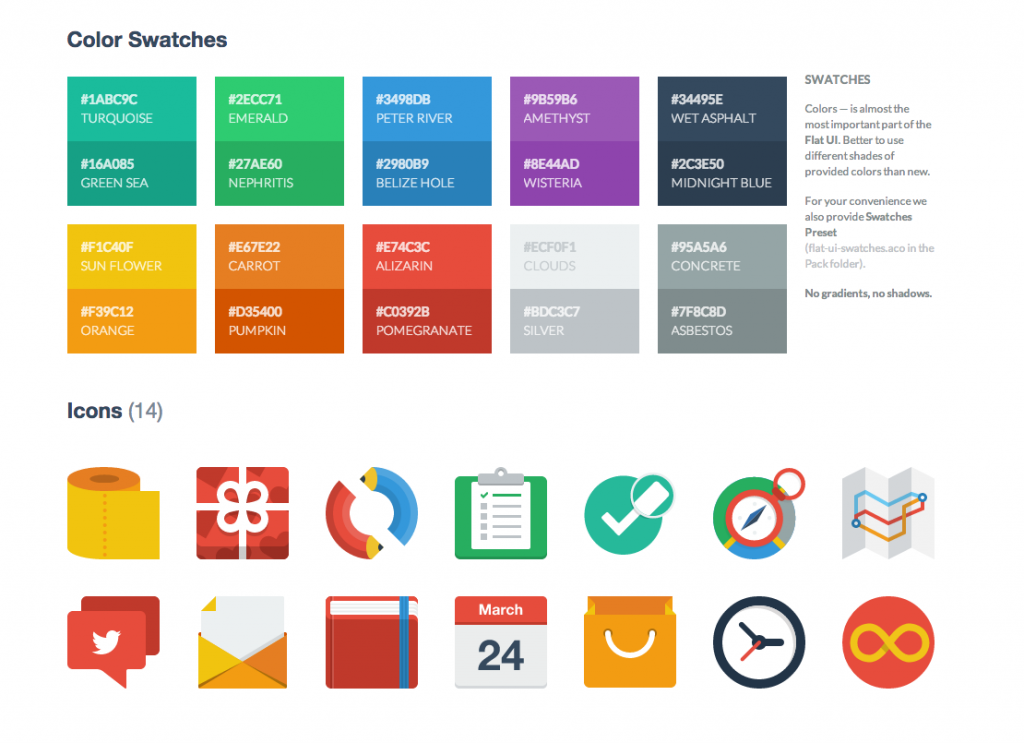 Color Swatches
#1ABC9C
TURQUOISE
#16A085
GREEN SEA
#2ECC71
EMERALD
#27AE60
NEPHRITIS
#3498DB
PETER RIVER
#2980B9
BELIZE HOLE
#9B59B6
AMETHYST
#8E44AD
WISTERIA
#34495E
WET ASPHALT
#2C3E50
MIDNIGHT BLUE
#F1C40F
SUN FLOWER
#F39C12
ORANGE
#E67E22
CARROT
#D35400
PUMPKIN
#E74C3C
ALIZARIN
#C0392B
POMEGRANATE
#ECF0F1
CLOUDS
#BDC3C7
SILVER
#95A5A6
CONCRETE
#7F8C8D
ASBESTOS
SWATCHES
Colors — is almost the
most important part of the
Flat UI. Better to use
different shades of
provided colors than new.
For your convenience we
also provide Swatches
Preset
(flat-ui-swatches.aco in the
Pack folder).
No gradients, no shadows.
Icons (14)
March
24